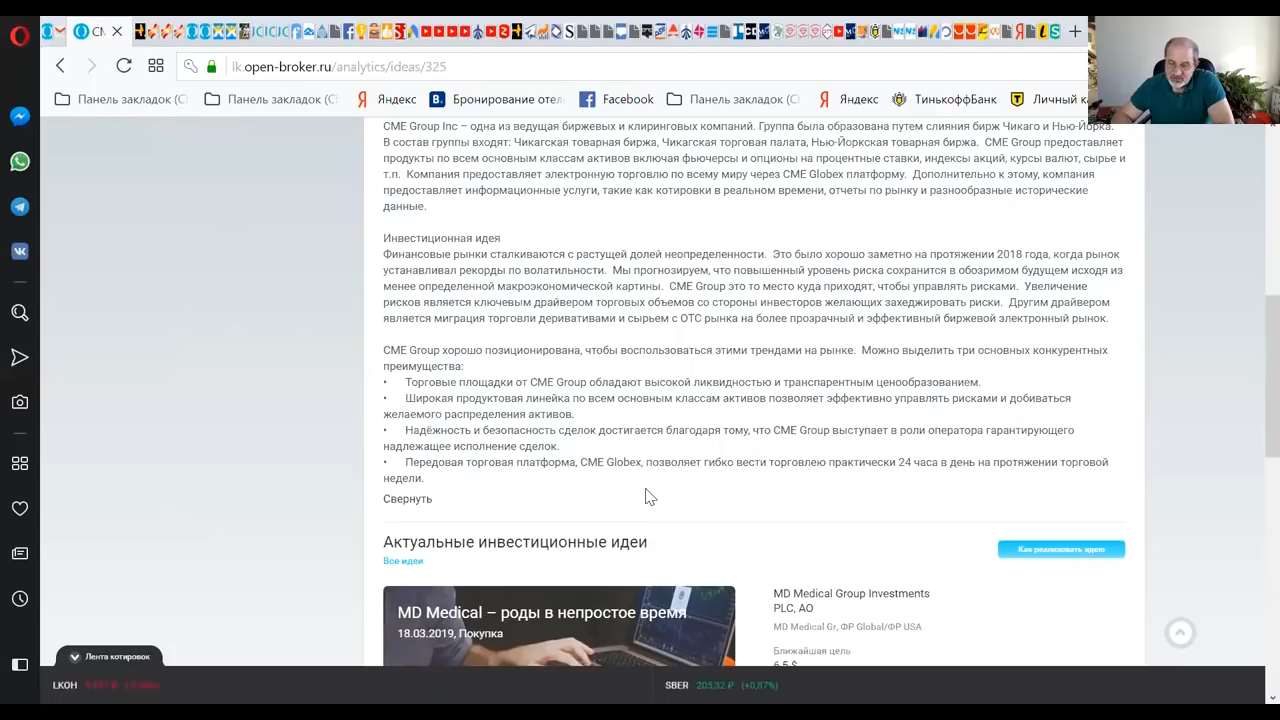 lk.open-broker.ru/analytics/ideas/325
Панель закладок (С
Панель закладок (С
Яндекс
Бронирование отел
Facebook
Панель закладок (С
Яндекс
ТинькоффБанк
Личный ка
CME Group Inc – одна из ведущая биржевых и клиринговых компаний. Группа была образована путем слияния бирж Чикаго и Нью-Йорка.
В состав группы входят: Чикагская товарная биржа, Чикагская торговая палата, Нью-Йоркская товарная биржа. CME Group предоставляет
продукты по всем основным классам активов включая фьючерсы и опционы на процентные ставки, индексы акций, курсы валют, сырье и
т.п. Компания предоставляет электронную торговлю по всему миру через CME Globex платформу. Дополнительно к этому, компания
предоставляет информационные услуги, такие как котировки в реальном времени, отчеты по рынку и разнообразные исторические
данные.
Инвестиционная идея
Финансовые рынки сталкиваются с растущей долей неопределенности. Это было хорошо заметно на протяжении 2018 года, когда рынок
устанавливал рекорды по волатильности. Мы прогнозируем, что повышенный уровень риска сохранится в обозримом будущем исходя из
менее определенной макроэкономической картины. CME Group это то место куда приходят, чтобы управлять рисками. Увеличение
рисков является ключевым драйвером торговых объемов со стороны инвесторов желающих захеджировать риски. Другим драйвером
является миграция торговли деривативами и сырьем с ОТС рынка на более прозрачный и эффективный биржевой электронный рынок.
CME Group хорошо позиционирована, чтобы воспользоваться этими трендами на рынке. Можно выделить три основных конкурентных
преимущества:
• Торговые площадки от CME Group обладают высокой ликвидностью и транспарентным ценообразованием.
• Широкая продуктовая линейка по всем основным классам активов позволяет эффективно управлять рисками и добиваться
желаемого распределения активов.
• Надёжность и безопасность сделок достигается благодаря тому, что CME Group выступает в роли оператора гарантирующего
надлежащее исполнение сделок.
• Передовая торговая платформа, CME Globex, позволяет гибко вести торговлю практически 24 часа в день на протяжении торговой
недели.
Свернуть
Актуальные инвестиционные идеи
Как реализовать идею
Все идеи
MD Medical – роды в непростое время
18.03.2019, Покупка
MD Medical Group Investments
PLC, АО
MD Medical Gr, ФР Global/ФР USA
Ближайшая цель
6,5 $
Лента котировок
LKOH
SBER 205,32 ₽ (+0,87%)